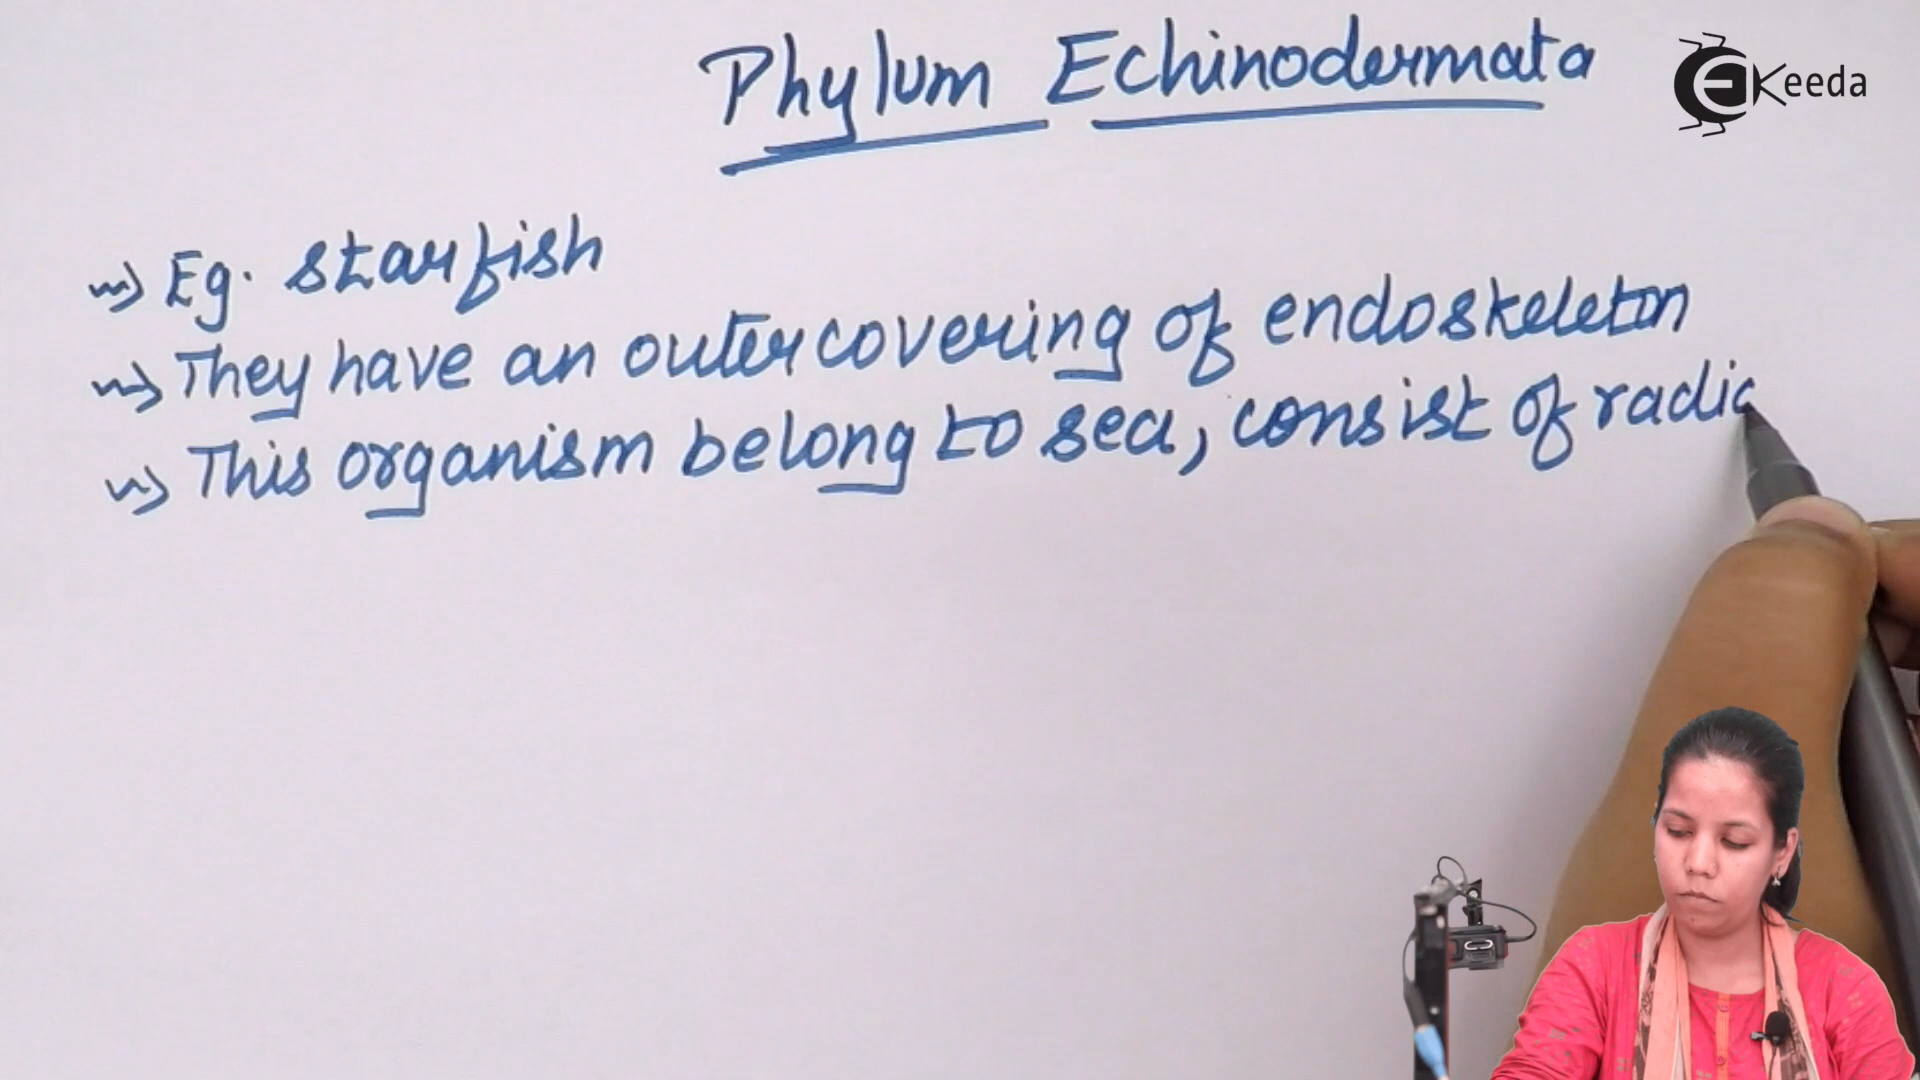 Phylum Echinodermata
EKeeda
Eg. starfish
They have an outer covering of endoskeleton
This organism belong to sea, consist of radia